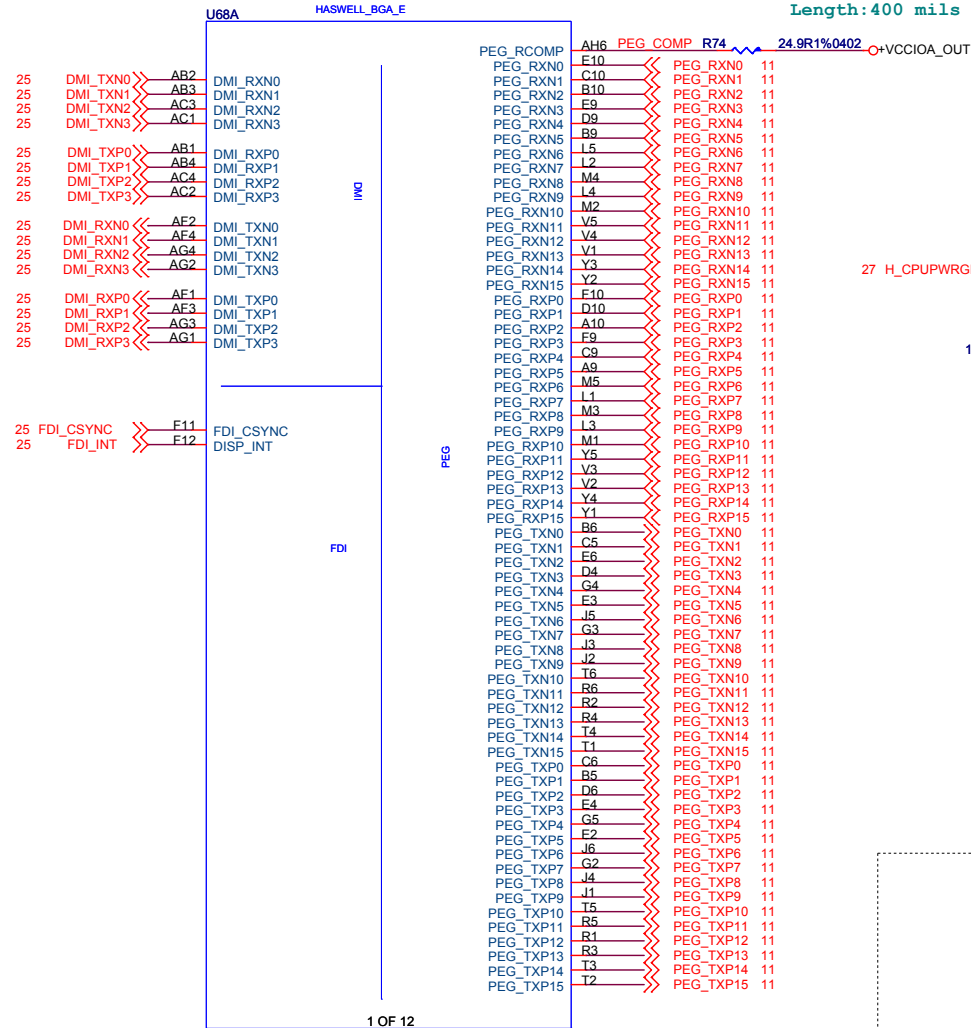 HASWELL_BGA_E
Length:400 mils
U68A
PEG_RCOMP AH6 PEG_COMP R74 24.9R1%0402 +VCCIOA_OUT
PEG_RXN0 E10 PEG_RXN0 11
PEG_RXN1 C10 PEG_RXN1 11
PEG_RXN2 B10 PEG_RXN2 11
PEG_RXN3 E9 PEG_RXN3 11
PEG_RXN4 D9 PEG_RXN4 11
PEG_RXN5 B9 PEG_RXN5 11
PEG_RXN6 L5 PEG_RXN6 11
PEG_RXN7 L2 PEG_RXN7 11
PEG_RXN8 M4 PEG_RXN8 11
PEG_RXN9 L4 PEG_RXN9 11
PEG_RXN10 M2 PEG_RXN10 11
PEG_RXN11 V5 PEG_RXN11 11
PEG_RXN12 V4 PEG_RXN12 11
PEG_RXN13 V1 PEG_RXN13 11
PEG_RXN14 Y3 PEG_RXN14 11
PEG_RXN15 Y2 PEG_RXN15 11
PEG_RXP0 F10 PEG_RXP0 11
PEG_RXP1 D10 PEG_RXP1 11
PEG_RXP2 A10 PEG_RXP2 11
PEG_RXP3 F9 PEG_RXP3 11
PEG_RXP4 C9 PEG_RXP4 11
PEG_RXP5 A9 PEG_RXP5 11
PEG_RXP6 M5 PEG_RXP6 11
PEG_RXP7 L1 PEG_RXP7 11
PEG_RXP8 M3 PEG_RXP8 11
PEG_RXP9 L3 PEG_RXP9 11
PEG_RXP10 M1 PEG_RXP10 11
PEG_RXP11 Y5 PEG_RXP11 11
PEG_RXP12 V3 PEG_RXP12 11
PEG_RXP13 V2 PEG_RXP13 11
PEG_RXP14 Y4 PEG_RXP14 11
PEG_RXP15 Y1 PEG_RXP15 11
PEG_TXN0 B6 PEG_TXN0 11
PEG_TXN1 C5 PEG_TXN1 11
PEG_TXN2 E6 PEG_TXN2 11
PEG_TXN3 D4 PEG_TXN3 11
PEG_TXN4 G4 PEG_TXN4 11
PEG_TXN5 E3 PEG_TXN5 11
PEG_TXN6 J5 PEG_TXN6 11
PEG_TXN7 G3 PEG_TXN7 11
PEG_TXN8 J3 PEG_TXN8 11
PEG_TXN9 J2 PEG_TXN9 11
PEG_TXN10 T6 PEG_TXN10 11
PEG_TXN11 R6 PEG_TXN11 11
PEG_TXN12 R2 PEG_TXN12 11
PEG_TXN13 R4 PEG_TXN13 11
PEG_TXN14 T4 PEG_TXN14 11
PEG_TXN15 T1 PEG_TXN15 11
PEG_TXP0 C6 PEG_TXP0 11
PEG_TXP1 B5 PEG_TXP1 11
PEG_TXP2 D6 PEG_TXP2 11
PEG_TXP3 E4 PEG_TXP3 11
PEG_TXP4 G5 PEG_TXP4 11
PEG_TXP5 E2 PEG_TXP5 11
PEG_TXP6 J6 PEG_TXP6 11
PEG_TXP7 G2 PEG_TXP7 11
PEG_TXP8 J4 PEG_TXP8 11
PEG_TXP9 J1 PEG_TXP9 11
PEG_TXP10 T5 PEG_TXP10 11
PEG_TXP11 R5 PEG_TXP11 11
PEG_TXP12 R1 PEG_TXP12 11
PEG_TXP13 R3 PEG_TXP13 11
PEG_TXP14 T3 PEG_TXP14 11
PEG_TXP15 T2 PEG_TXP15 11
25 DMI_TXN0 AB2 DMI_RXN0
25 DMI_TXN1 AB3 DMI_RXN1
25 DMI_TXN2 AC3 DMI_RXN2
25 DMI_TXN3 AC1 DMI_RXN3
25 DMI_TXP0 AB1 DMI_RXP0
25 DMI_TXP1 AB4 DMI_RXP1
25 DMI_TXP2 AC4 DMI_RXP2
25 DMI_TXP3 AC2 DMI_RXP3
25 DMI_RXN0 AF2 DMI_TXN0
25 DMI_RXN1 AF4 DMI_TXN1
25 DMI_RXN2 AG4 DMI_TXN2
25 DMI_RXN3 AG2 DMI_TXN3
25 DMI_RXP0 AF1 DMI_TXP0
25 DMI_RXP1 AF3 DMI_TXP1
25 DMI_RXP2 AG3 DMI_TXP2
25 DMI_RXP3 AG1 DMI_TXP3
25 FDI_CSYNC F11 FDI_CSYNC
25 FDI_INT F12 DISP_INT
DMI
PEG
FDI
27 H_CPUPWRG
1
1 OF 12